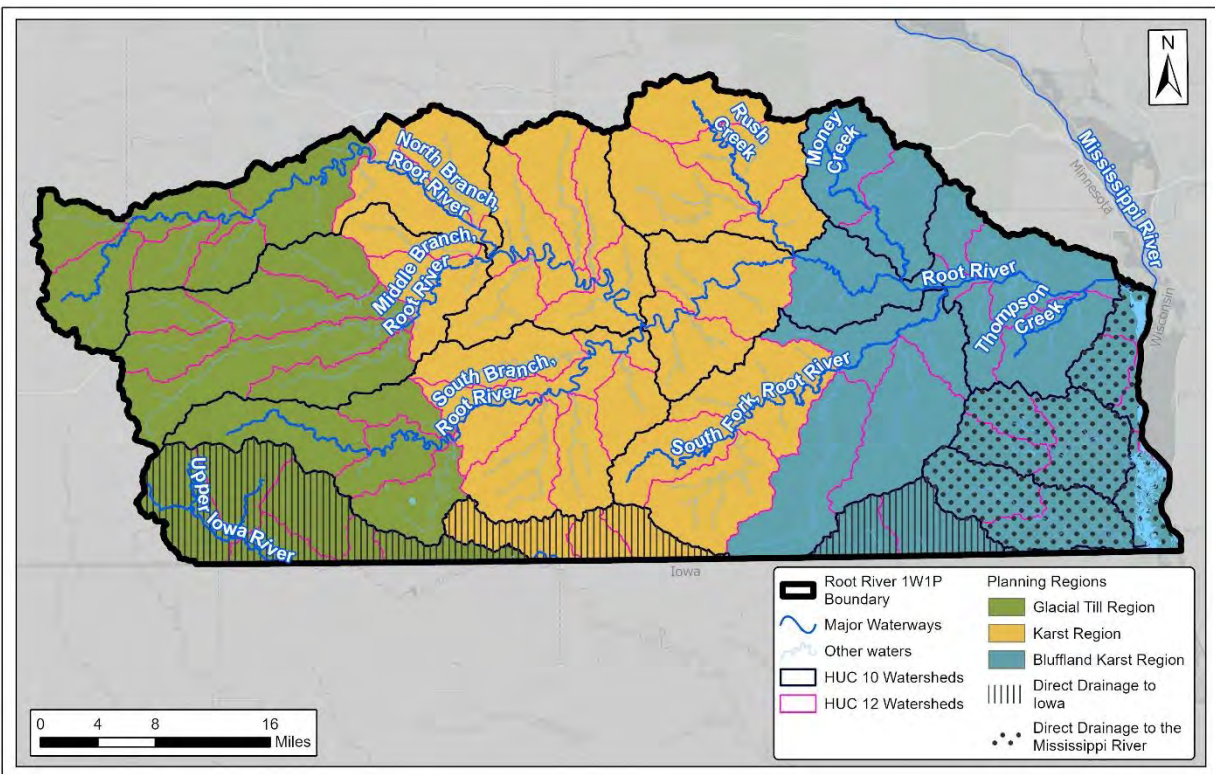 N
Rush
Creek
Money
Creek
Mississippi River
Minnesota
Wisconsin
North Branch,
Root River
Middle Branch,
Root River
Root River
Thompson
Creek
South Branch,
Root River
South Fork, Root River
Upper Iowa River
Iowa
0 4 8 16
Miles
Root River 1W1P
Boundary
Major Waterways
Other waters
HUC 10 Watersheds
HUC 12 Watersheds
Planning Regions
Glacial Till Region
Karst Region
Bluffland Karst Region
Direct Drainage to
Iowa
Direct Drainage to the
Mississippi River